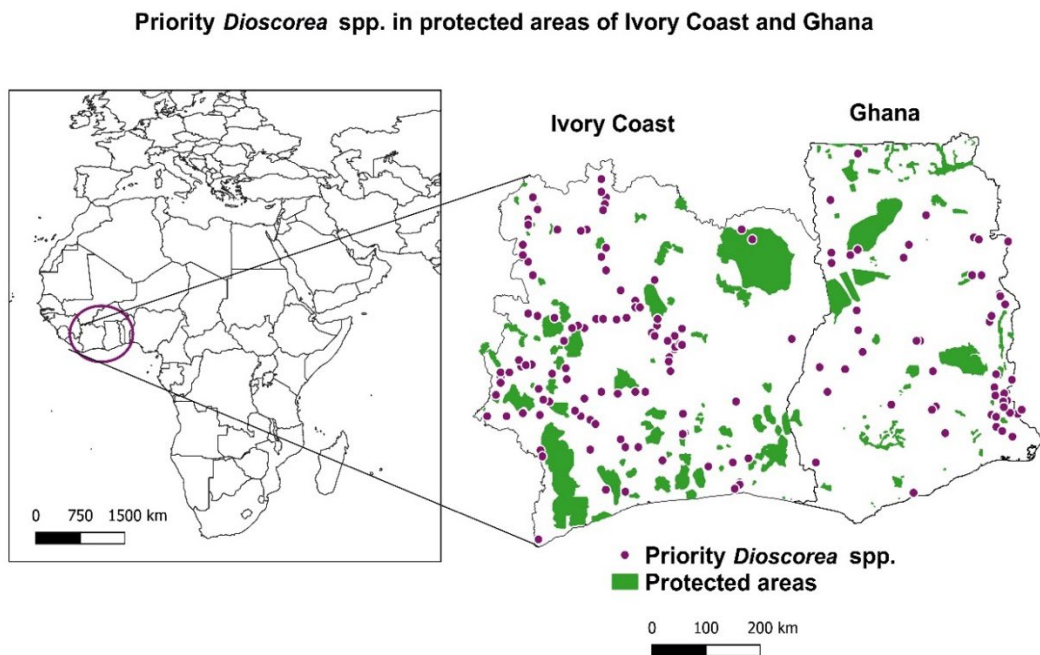 Priority Dioscorea spp. in protected areas of Ivory Coast and Ghana
Ivory Coast
Ghana
0 750 1500 km
Priority Dioscorea spp.
Protected areas
0 100 200 km